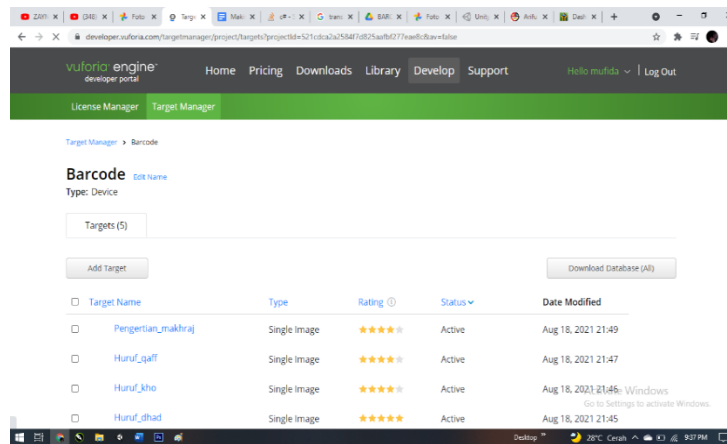 developer.vuforia.com/targetmanager/project/targets?projectId=521cdca2a2584f7d825aafbf277eae8c&av=false
vuforia engine
developer portal
Home Pricing Downloads Library Develop Support
Hello mufida Log Out
License Manager Target Manager
Target Manager > Barcode
Barcode Edit Name
Type: Device
Targets (5)
Add Target Download Database (All)
Target Name Type Rating Status Date Modified
Pengertian_makhraj Single Image Active Aug 18, 2021 21:49
Huruf_qaff Single Image Active Aug 18, 2021 21:47
Huruf_kho Single Image Active Aug 18, 2021 21:46
Activate Windows
Go to Settings to activate Windows.
Huruf_dhad Single Image Active Aug 18, 2021 21:45
Desktop 28°C Cerah 9:37 PM